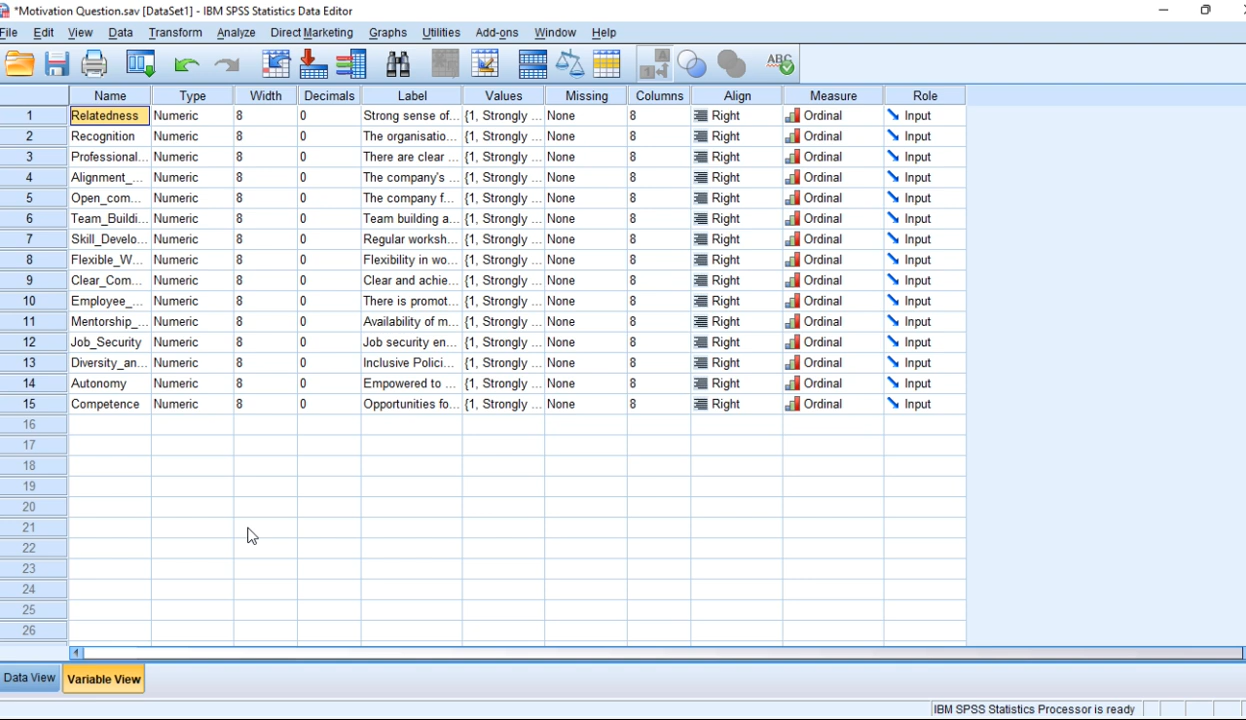 *Motivation Question.sav [DataSet1] - IBM SPSS Statistics Data Editor
File Edit View Data Transform Analyze Direct Marketing Graphs Utilities Add-ons Window Help
A
ABC
Name Type Width Decimals Label Values Missing Columns Align Measure Role
1 Relatedness Numeric 8 0 Strong sense of... {1, Strongly ... None 8 Right Ordinal Input
2 Recognition Numeric 8 0 The organisatio... {1, Strongly ... None 8 Right Ordinal Input
3 Professional... Numeric 8 0 There are clear ... {1, Strongly ... None 8 Right Ordinal Input
4 Alignment_... Numeric 8 0 The company's ... {1, Strongly ... None 8 Right Ordinal Input
5 Open_com... Numeric 8 0 The company f... {1, Strongly ... None 8 Right Ordinal Input
6 Team_Buildi... Numeric 8 0 Team building a... {1, Strongly ... None 8 Right Ordinal Input
7 Skill_Develo... Numeric 8 0 Regular worksh... {1, Strongly ... None 8 Right Ordinal Input
8 Flexible_W... Numeric 8 0 Flexibility in wo... {1, Strongly ... None 8 Right Ordinal Input
9 Clear_Com... Numeric 8 0 Clear and achie... {1, Strongly ... None 8 Right Ordinal Input
10 Employee_... Numeric 8 0 There is promot... {1, Strongly ... None 8 Right Ordinal Input
11 Mentorship_... Numeric 8 0 Availability of m... {1, Strongly ... None 8 Right Ordinal Input
12 Job_Security Numeric 8 0 Job security en... {1, Strongly ... None 8 Right Ordinal Input
13 Diversity_an... Numeric 8 0 Inclusive Polici... {1, Strongly ... None 8 Right Ordinal Input
14 Autonomy Numeric 8 0 Empowered to ... {1, Strongly ... None 8 Right Ordinal Input
15 Competence Numeric 8 0 Opportunities fo... {1, Strongly ... None 8 Right Ordinal Input
16
17
18
19
20
21
22
23
24
25
26
Data View Variable View
IBM SPSS Statistics Processor is ready